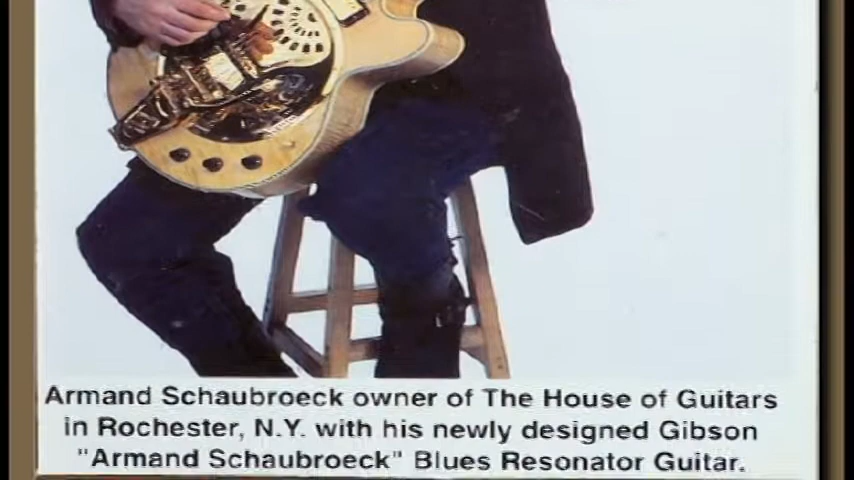 Armand Schaubroeck owner of The House of Guitars
in Rochester, N.Y. with his newly designed Gibson
"Armand Schaubroeck" Blues Resonator Guitar.